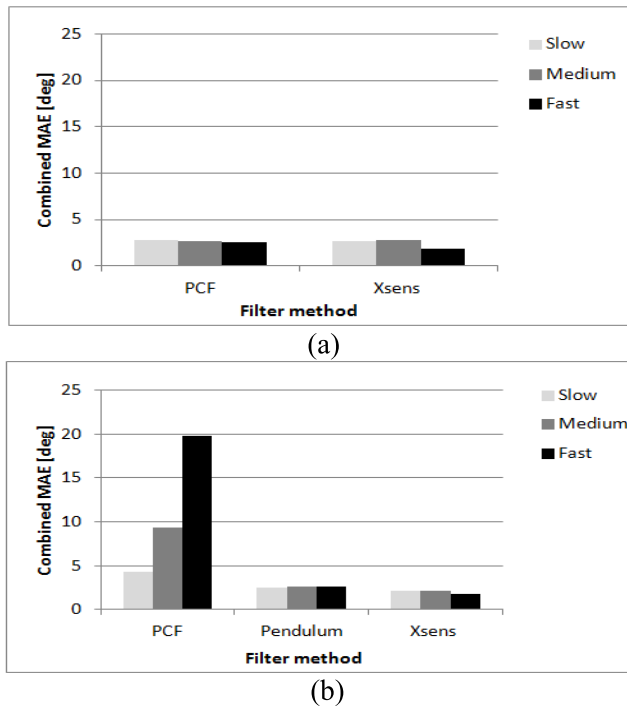 25
20
15
10
5
0
Combined MAE [deg]
PCF
Xsens
Filter method
Slow
Medium
Fast
(a)
25
20
15
10
5
0
Combined MAE [deg]
PCF
Pendulum
Xsens
Filter method
Slow
Medium
Fast
(b)